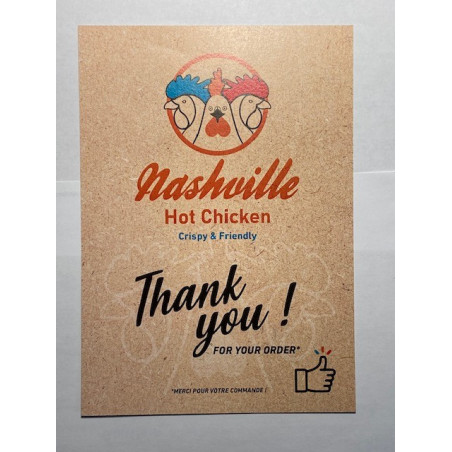 Nashville
Hot Chicken
Crispy & Friendly
Thank
you !
FOR YOUR ORDER*
*MERCI POUR VOTRE COMMANDE !